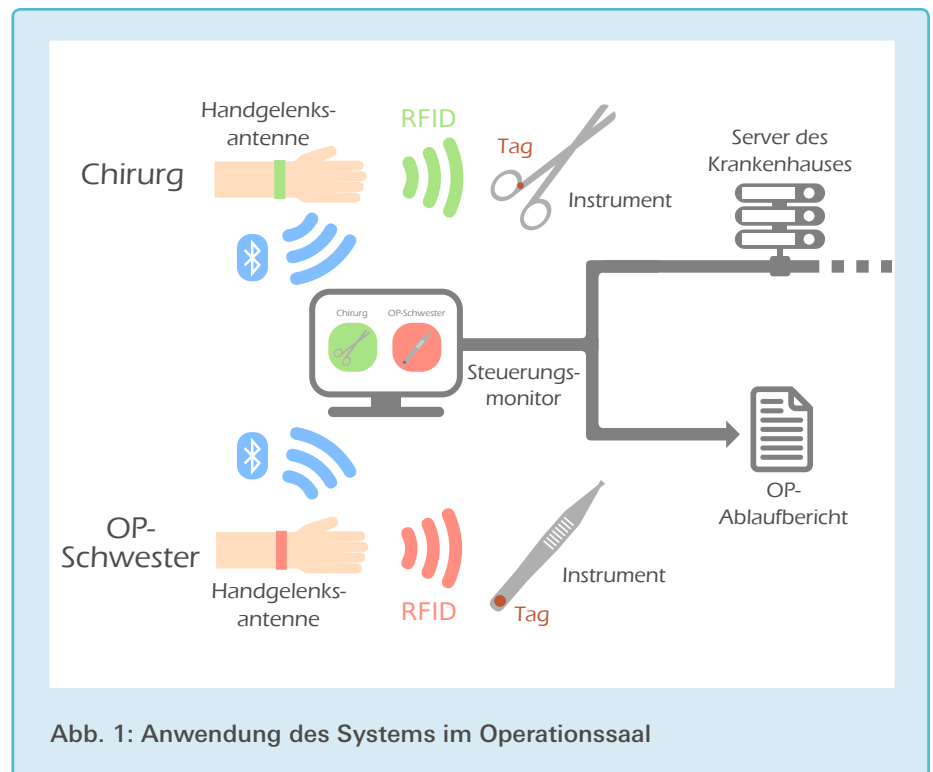 Handgelenks-
antenne
RFID
Chirurg
Tag
Instrument
Server des
Krankenhauses
Chirurg
OP-Schwester
Steuerungs-
monitor
OP-
Ablaufbericht
OP-
Schwester
Handgelenks-
antenne
RFID
Instrument
Tag
Abb. 1: Anwendung des Systems im Operationssaal